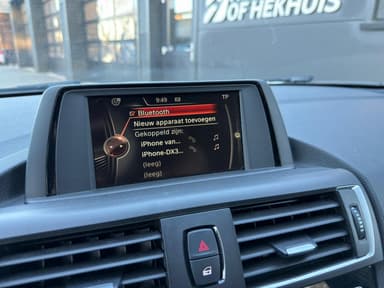 OF HEKHUIS
9:49
TP
Bluetooth
Nieuw apparaat toevoegen
Gekoppeld zijn:
iPhone van...
iPhone-DX3...
(leeg)
(leeg)